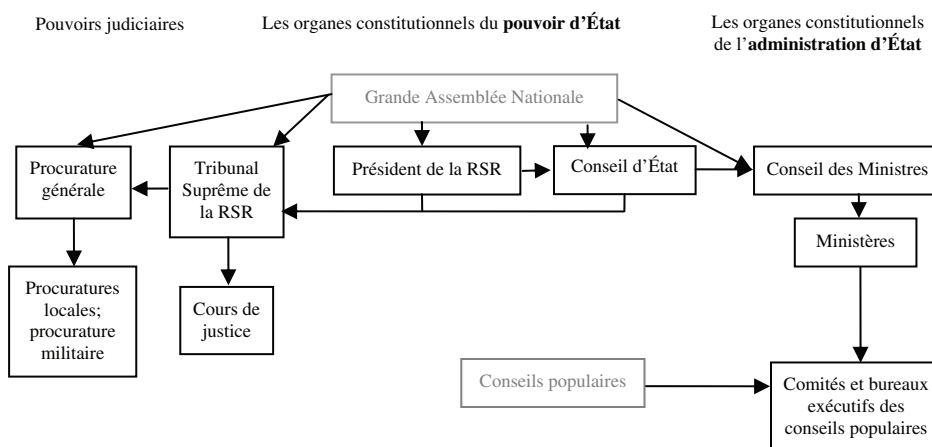 Pouvoirs judiciaires
Les organes constitutionnels du pouvoir d’État
Les organes constitutionnels
de l’administration d’État
Grande Assemblée Nationale
Procurature
générale
Tribunal
Suprême de
la RSR
Président de la RSR
Conseil d’État
Conseil des Ministres
Ministères
Procuratures
locales;
procurature
militaire
Cours de
justice
Conseils populaires
Comités et bureaux
exécutifs des
conseils populaires